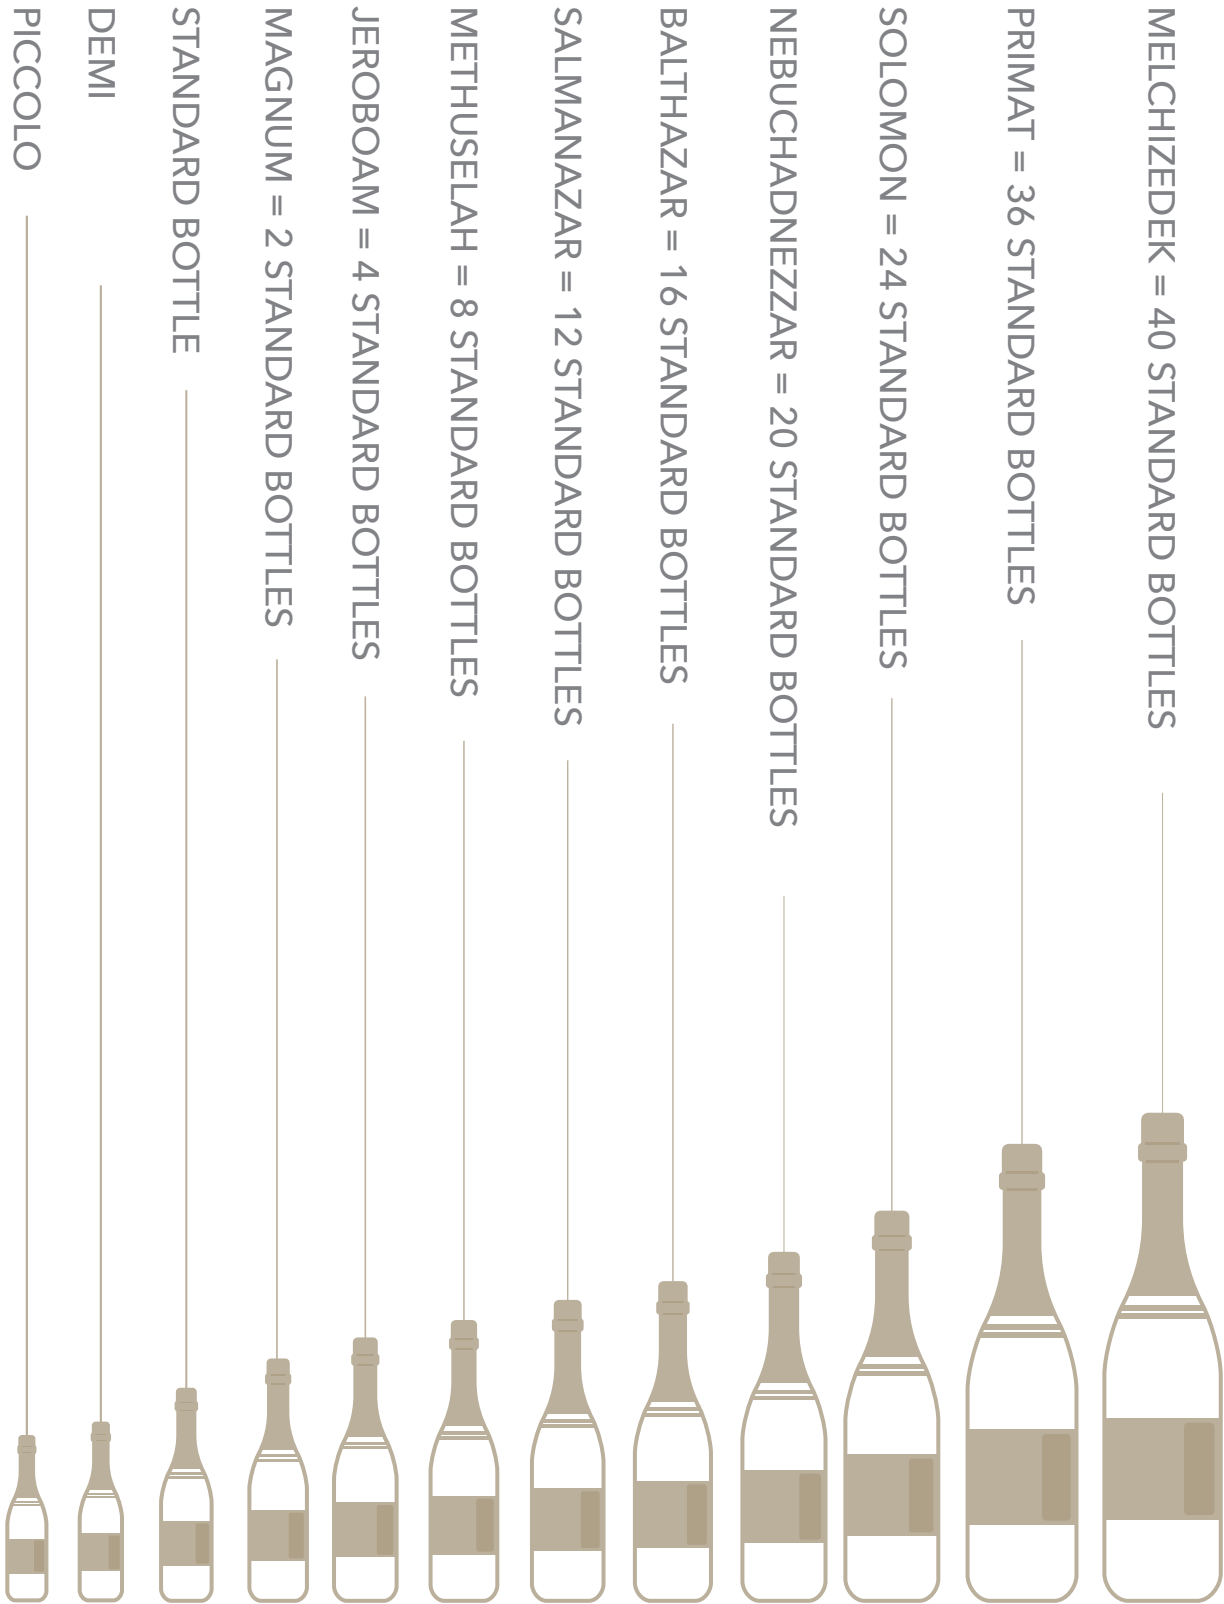 PICCOLO
DEMI
STANDARD BOTTLE
MAGNUM = 2 STANDARD BOTTLES
JEROBOAM = 4 STANDARD BOTTLES
METHUSELAH = 8 STANDARD BOTTLES
SALMANAZAR = 12 STANDARD BOTTLES
BALTHAZAR = 16 STANDARD BOTTLES
NEBUCHADNEZZAR = 20 STANDARD BOTTLES
SOLOMON = 24 STANDARD BOTTLES
PRIMAT = 36 STANDARD BOTTLES
MELCHIZEDEK = 40 STANDARD BOTTLES